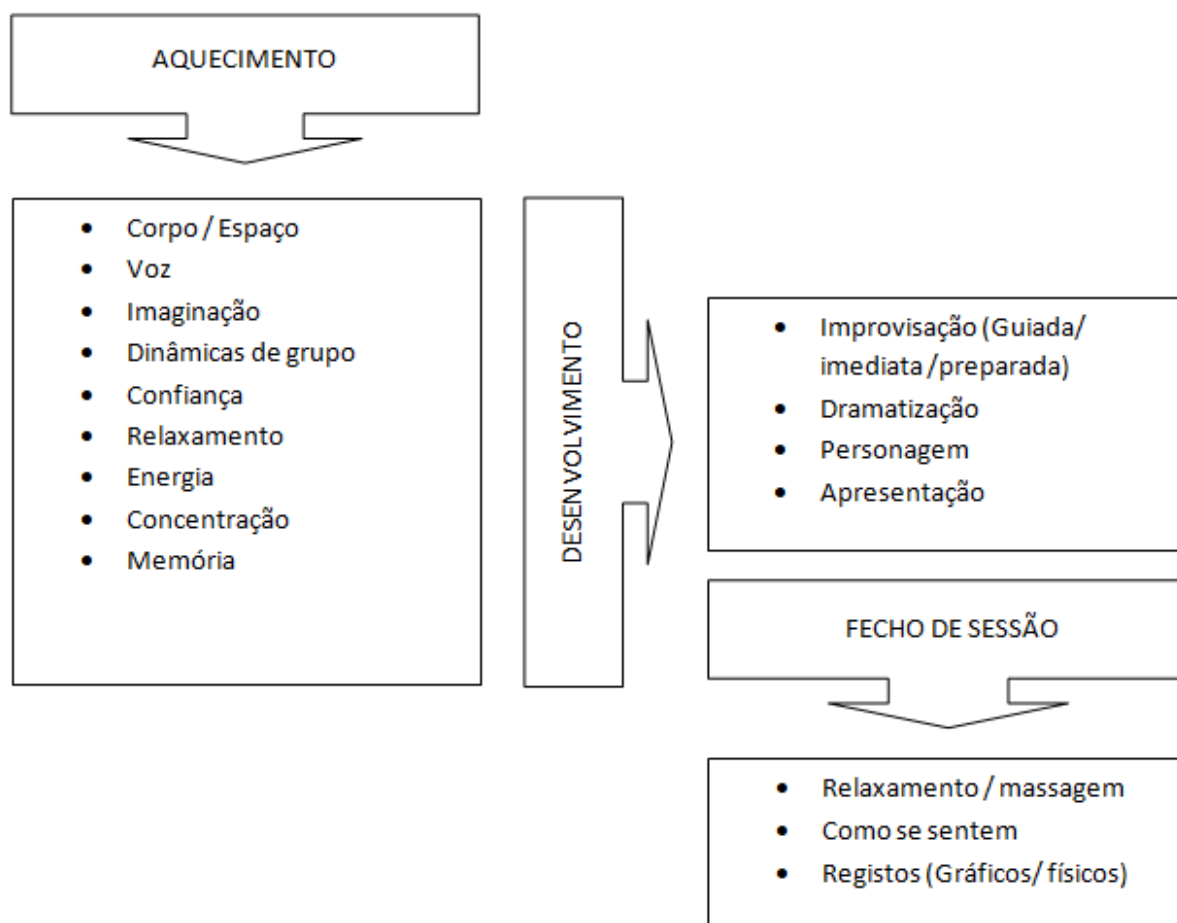 AQUECIMENTO
• Corpo / Espaço
• Voz
• Imaginação
• Dinâmicas de grupo
• Confiança
• Relaxamento
• Energia
• Concentração
• Memória
DESENVOLVIMENTO
• Improvisação (Guiada/
imediata /preparada)
• Dramatização
• Personagem
• Apresentação
FECHO DE SESSÃO
• Relaxamento / massagem
• Como se sentem
• Registos (Gráficos/ físicos)